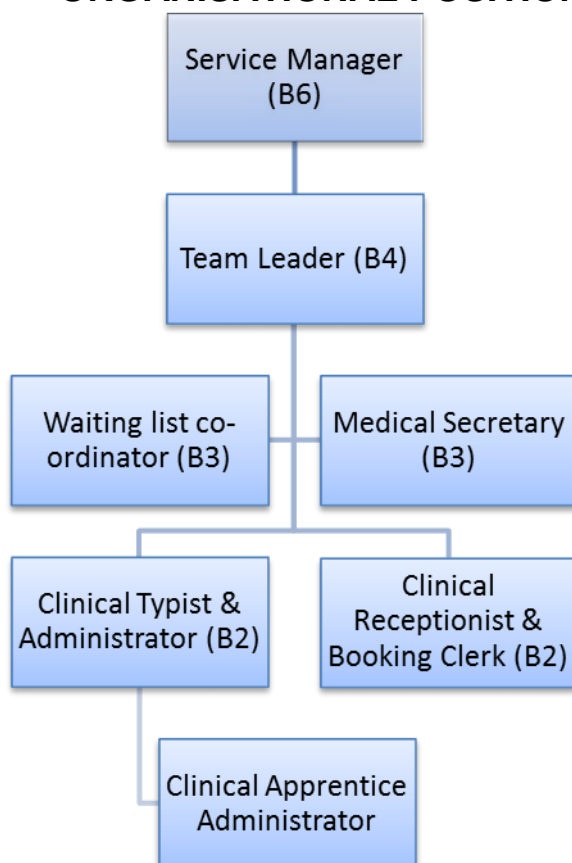 Service Manager
(B6)
Team Leader (B4)
Waiting list co-
ordinator (B3)
Medical Secretary
(B3)
Clinical Typist &
Administrator (B2)
Clinical
Receptionist &
Booking Clerk (B2)
Clinical Apprentice
Administrator